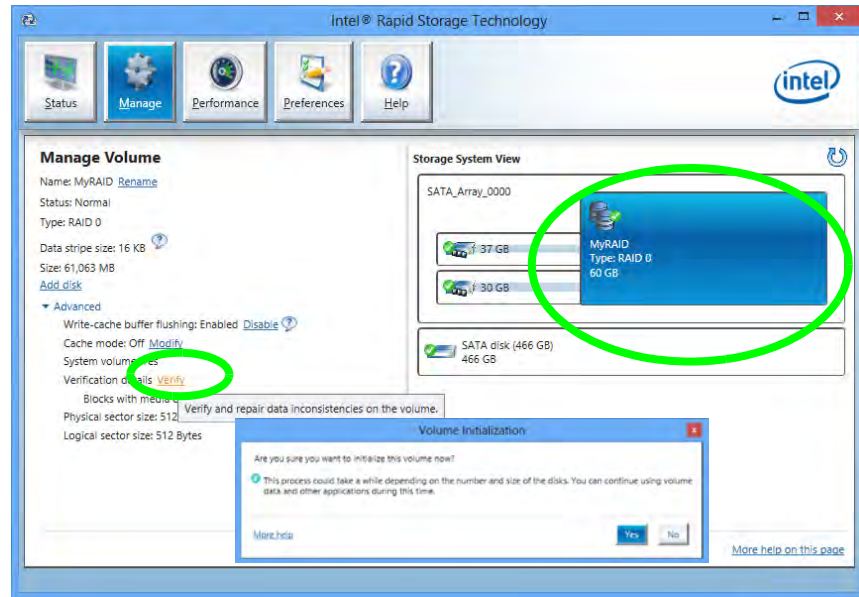 Intel® Rapid Storage Technology
Status
Manage
Performance
Preferences
Help
intel
Manage Volume
Name: MyRAID Rename
Status: Normal
Type: RAID 0
Data stripe size: 16 KB
Size: 61,063 MB
Add disk
Advanced
Write-cache buffer flushing: Enabled Disable
Cache mode: Off Modify
System volume:
Verification details Verify
Blocks with media
Physical sector size: 512
Logical sector size: 512 Bytes
Verify and repair data inconsistencies on the volume.
Storage System View
SATA_Array_0000
37 GB
30 GB
MyRAID
Type: RAID 0
60 GB
SATA disk (466 GB)
466 GB
Volume Initialization
Are you sure you want to initialize this volume now?
This process could take a while depending on the number and size of the disks. You can continue using volume
data and other applications during this time.
More help
Yes
No
More help on this page